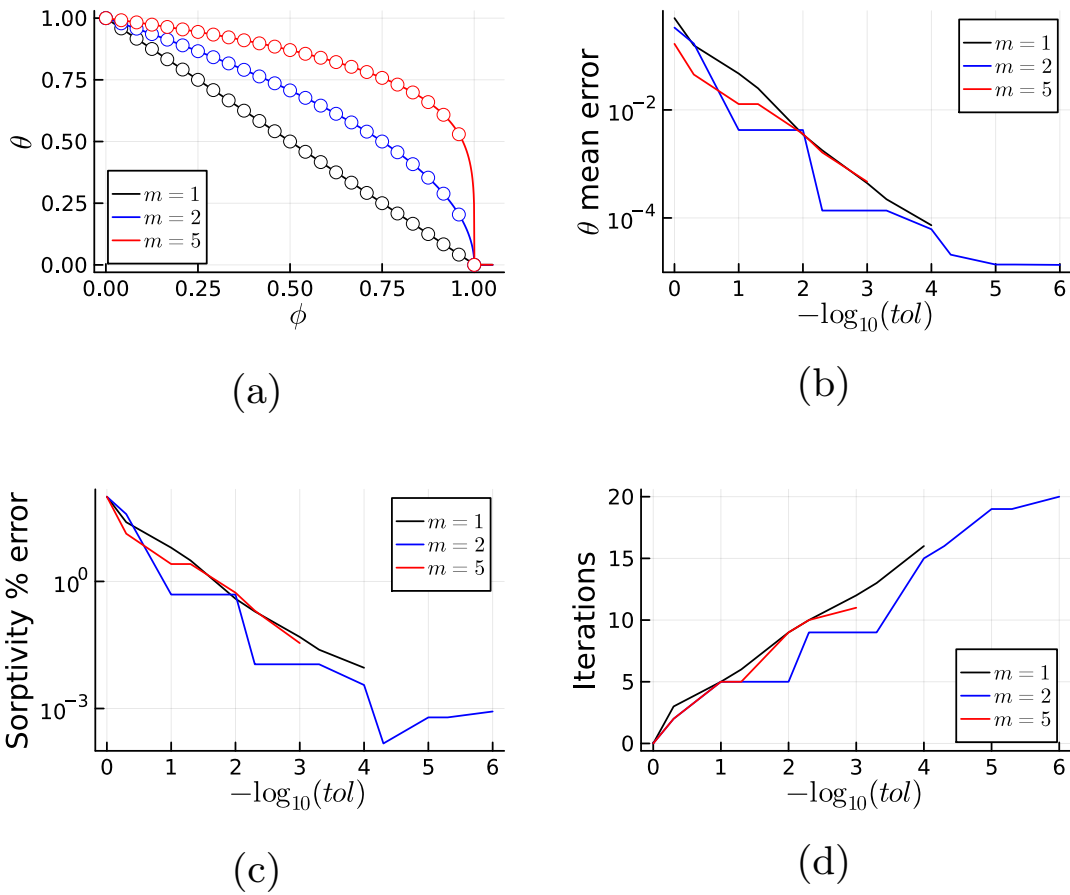 1.00
0.75
0.50
0.25
0.00
θ
m = 1
m = 2
m = 5
0.00 0.25 0.50 0.75 1.00
ϕ
(a)
θ mean error
10⁻²
10⁻⁴
m = 1
m = 2
m = 5
0 1 2 3 4 5 6
−log₁₀(tol)
(b)
Sorptivity % error
10⁰
10⁻³
m = 1
m = 2
m = 5
0 1 2 3 4 5 6
−log₁₀(tol)
(c)
Iterations
20
15
10
5
0
m = 1
m = 2
m = 5
0 1 2 3 4 5 6
−log₁₀(tol)
(d)